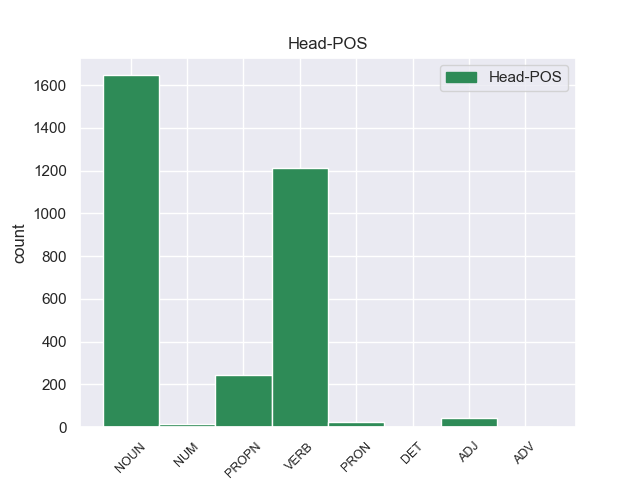 Head-POS
Head-POS
1600
1400
1200
1000
800
600
400
200
0
count
NOUN
NUM
PROPN
VERB
PRON
DET
ADJ
ADV